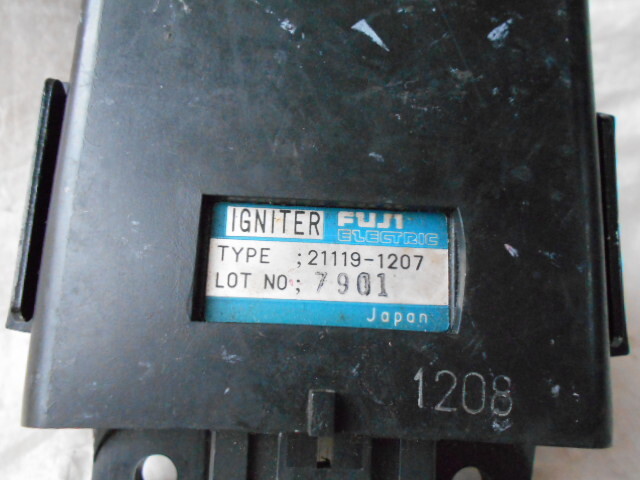 IGNITER FUJI
ELECTRIC
TYPE ; 21119-1207
LOT NO; 7901
Japan
1208